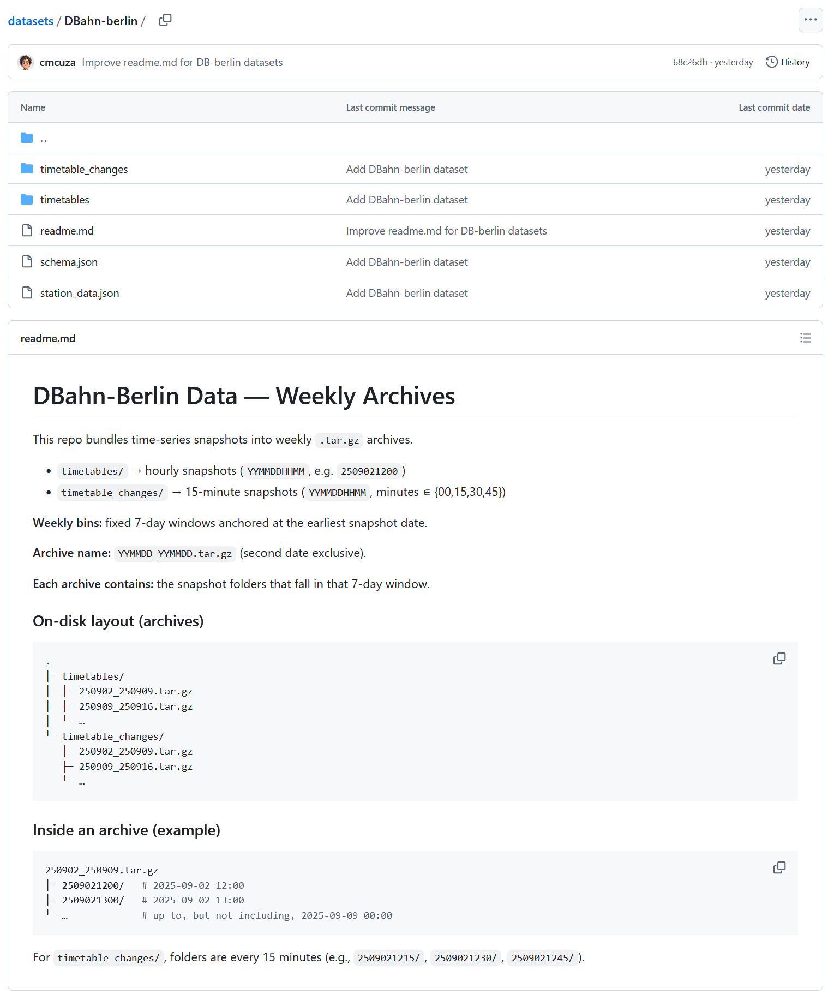 datasets / DBahn-berlin /
cmcuza Improve readme.md for DB-berlin datasets 68c26db · yesterday History
Name Last commit message Last commit date
..
timetable_changes Add DBahn-berlin dataset yesterday
timetables Add DBahn-berlin dataset yesterday
readme.md Improve readme.md for DB-berlin datasets yesterday
schema.json Add DBahn-berlin dataset yesterday
station_data.json Add DBahn-berlin dataset yesterday
readme.md
DBahn-Berlin Data — Weekly Archives
This repo bundles time-series snapshots into weekly .tar.gz archives.
• timetables/ → hourly snapshots ( YYMMDDHHMM , e.g. 2509021200 )
• timetable_changes/ → 15-minute snapshots ( YYMMDDHHMM , minutes ∈ {00,15,30,45})
Weekly bins: fixed 7-day windows anchored at the earliest snapshot date.
Archive name: YYMMDD_YYMMDD.tar.gz (second date exclusive).
Each archive contains: the snapshot folders that fall in that 7-day window.
On-disk layout (archives)
.
├─ timetables/
│  ├─ 250902_250909.tar.gz
│  ├─ 250909_250916.tar.gz
│  └─ …
└─ timetable_changes/
   ├─ 250902_250909.tar.gz
   ├─ 250909_250916.tar.gz
   └─ …
Inside an archive (example)
250902_250909.tar.gz
├─ 2509021200/   # 2025-09-02 12:00
├─ 2509021300/   # 2025-09-02 13:00
└─ …             # up to, but not including, 2025-09-09 00:00
For timetable_changes/ , folders are every 15 minutes (e.g., 2509021215/ , 2509021230/ , 2509021245/ ).